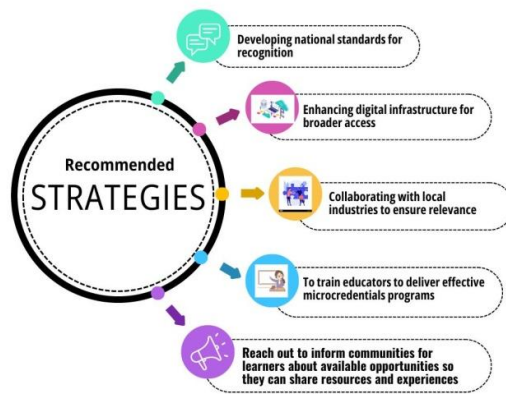 Recommended
STRATEGIES
Developing national standards for
recognition
Enhancing digital infrastructure for
broader access
Collaborating with local
industries to ensure relevance
To train educators to deliver effective
microcredentials programs
Reach out to inform communities for
learners about available opportunities so
they can share resources and experiences